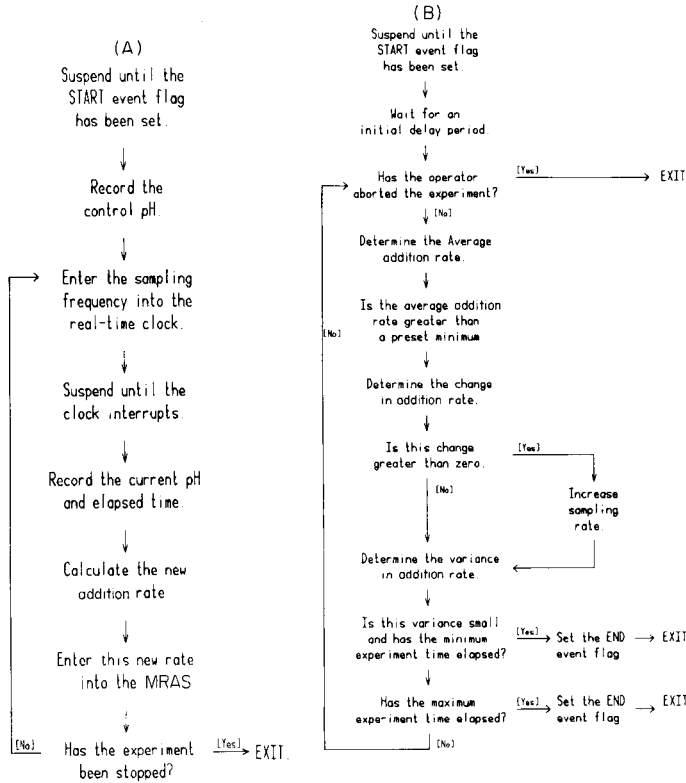 (A)
Suspend until the
START event flag
has been set.
Record the
control pH.
Enter the sampling
frequency into the
real-time clock.
Suspend until the
clock interrupts.
Record the current pH
and elapsed time.
Calculate the new
addition rate
Enter this new rate
into the MRAS
[No]
Has the experiment
been stopped?
[Yes]
EXIT.
(B)
Suspend until the
START event flag
has been set.
Wait for an
initial delay period.
Has the operator
aborted the experiment?
[Yes]
EXIT
[No]
Determine the Average
addition rate.
Is the average addition
rate greater than
a preset minimum
[No]
Determine the change
in addition rate.
Is this change
greater than zero.
[Yes]
[No]
Increase
sampling
rate.
Determine the variance
in addition rate.
Is this variance small
and has the minimum
experiment time elapsed?
[Yes]
Set the END
event flag
EXIT
Has the maximum
experiment time elapsed?
[Yes]
Set the END
event flag
EXIT
[No]